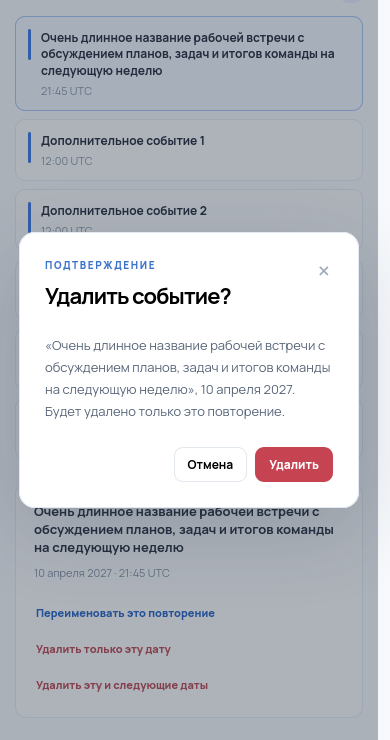 Очень длинное название рабочей встречи с
обсуждением планов, задач и итогов команды на
следующую неделю
21:45 UTC
Дополнительное событие 1
12:00 UTC
Дополнительное событие 2
12:00 UTC
ПОДТВЕРЖДЕНИЕ
Удалить событие?
«Очень длинное название рабочей встречи с
обсуждением планов, задач и итогов команды
на следующую неделю», 10 апреля 2027.
Будет удалено только это повторение.
Отмена
Удалить
Очень длинное название рабочей встречи с
обсуждением планов, задач и итогов команды
на следующую неделю
10 апреля 2027 · 21:45 UTC
Переименовать это повторение
Удалить только эту дату
Удалить эту и следующие даты